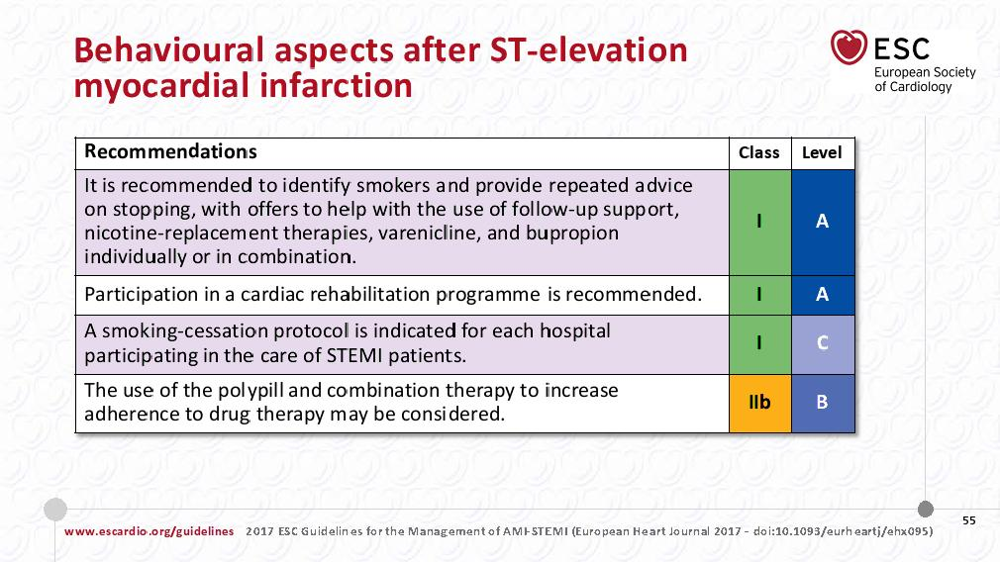 Behavioural aspects after ST-elevation
myocardial infarction
ESC
European Society
of Cardiology
Recommendations Class Level
It is recommended to identify smokers and provide repeated advice
on stopping, with offers to help with the use of follow-up support,
nicotine-replacement therapies, varenicline, and bupropion
individually or in combination.
I A
Participation in a cardiac rehabilitation programme is recommended. I A
A smoking-cessation protocol is indicated for each hospital
participating in the care of STEMI patients.
I C
The use of the polypill and combination therapy to increase
adherence to drug therapy may be considered.
IIb B
55
www.escardio.org/guidelines 2017 ESC Guidelines for the Management of AMI-STEMI (European Heart Journal 2017 - doi:10.1093/eurheartj/ehx095)